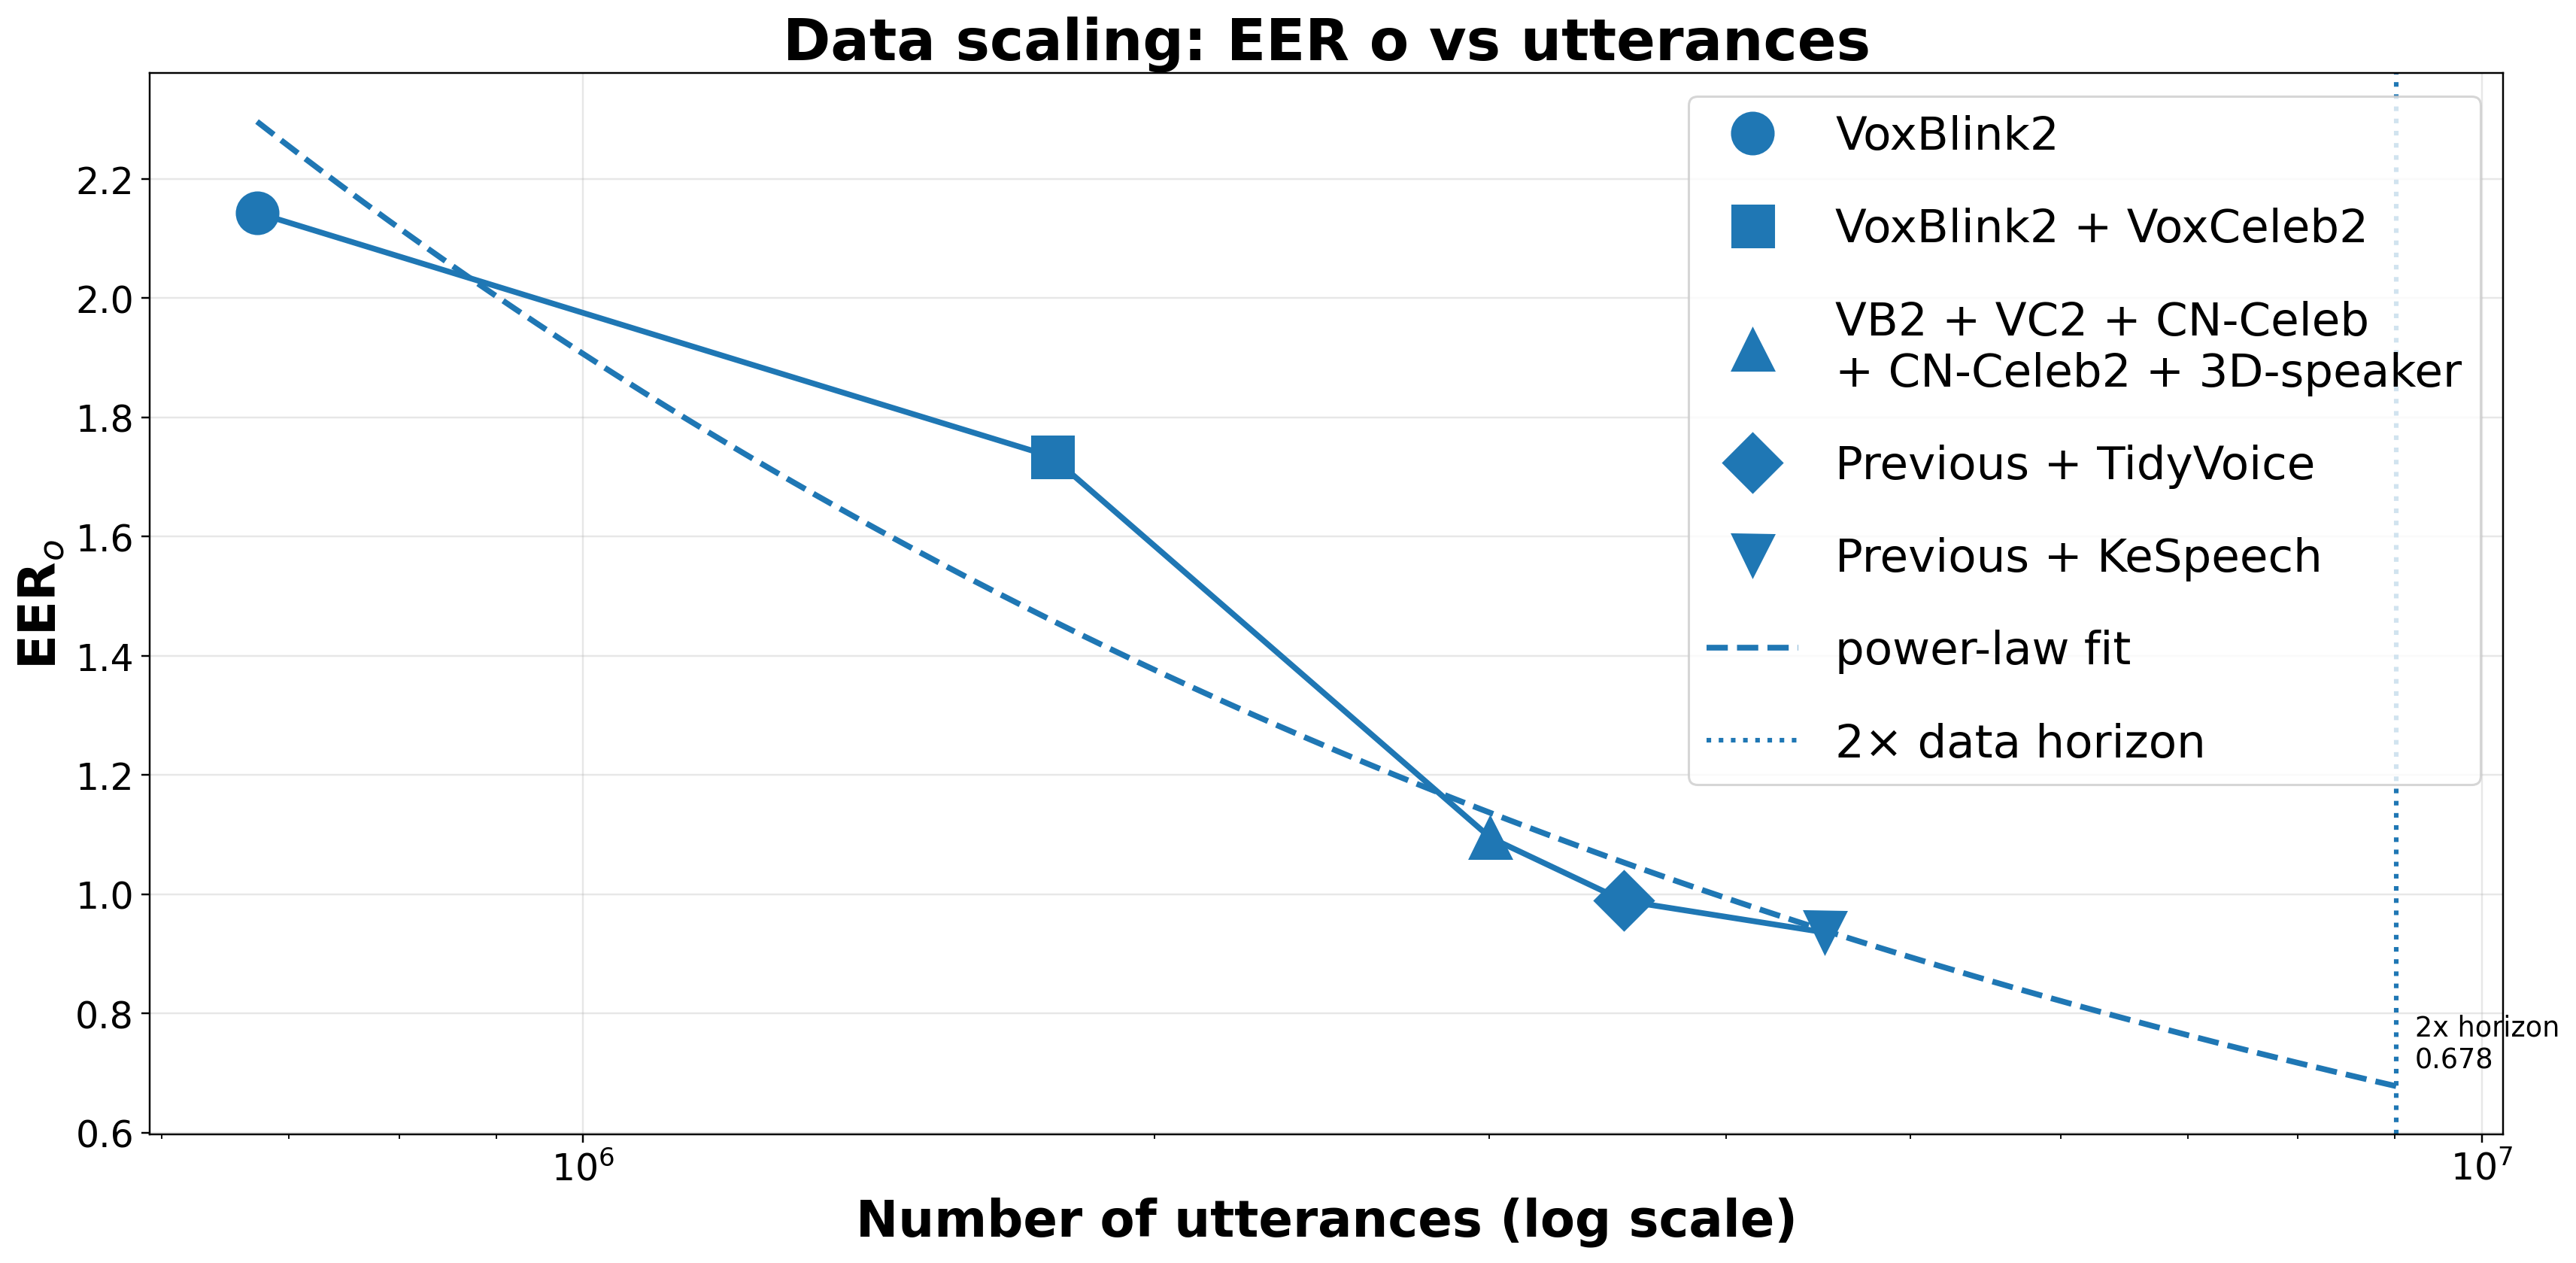 Data scaling: EER o vs utterances
VoxBlink2
VoxBlink2 + VoxCeleb2
VB2 + VC2 + CN-Celeb
+ CN-Celeb2 + 3D-speaker
Previous + TidyVoice
Previous + KeSpeech
power-law fit
2× data horizon
EER_o
2.2
2.0
1.8
1.6
1.4
1.2
1.0
0.8
0.6
2x horizon
0.678
10^6
10^7
Number of utterances (log scale)